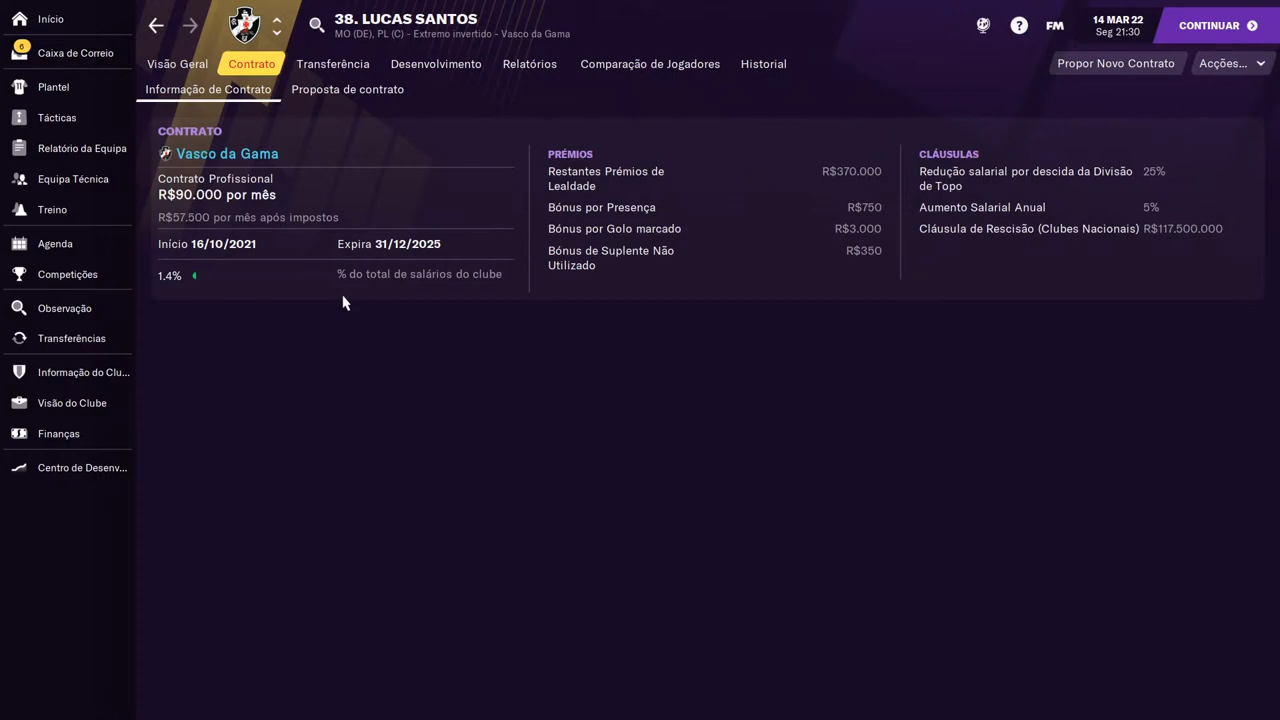 Início
6
Caixa de Correio
Plantel
Tácticas
Relatório da Equipa
Equipa Técnica
Treino
Agenda
Competições
Observação
Transferências
Informação do Clu...
Visão do Clube
Finanças
Centro de Desenv...
38. LUCAS SANTOS
MO (DE), PL (C) - Extremo invertido - Vasco da Gama
?
FM
14 MAR 22
Seg 21:30
CONTINUAR
Visão Geral
Contrato
Transferência
Desenvolvimento
Relatórios
Comparação de Jogadores
Historial
Propor Novo Contrato
Acções...
Informação de Contrato
Proposta de contrato
CONTRATO
Vasco da Gama
Contrato Profissional
R$90.000 por mês
R$57.500 por mês após impostos
Início 16/10/2021 Expira 31/12/2025
1.4% % do total de salários do clube
PRÉMIOS
Restantes Prémios de R$370.000
Lealdade
Bónus por Presença R$750
Bónus por Golo marcado R$3.000
Bónus de Suplente Não R$350
Utilizado
CLÁUSULAS
Redução salarial por descida da Divisão 25%
de Topo
Aumento Salarial Anual 5%
Cláusula de Rescisão (Clubes Nacionais) R$117.500.000